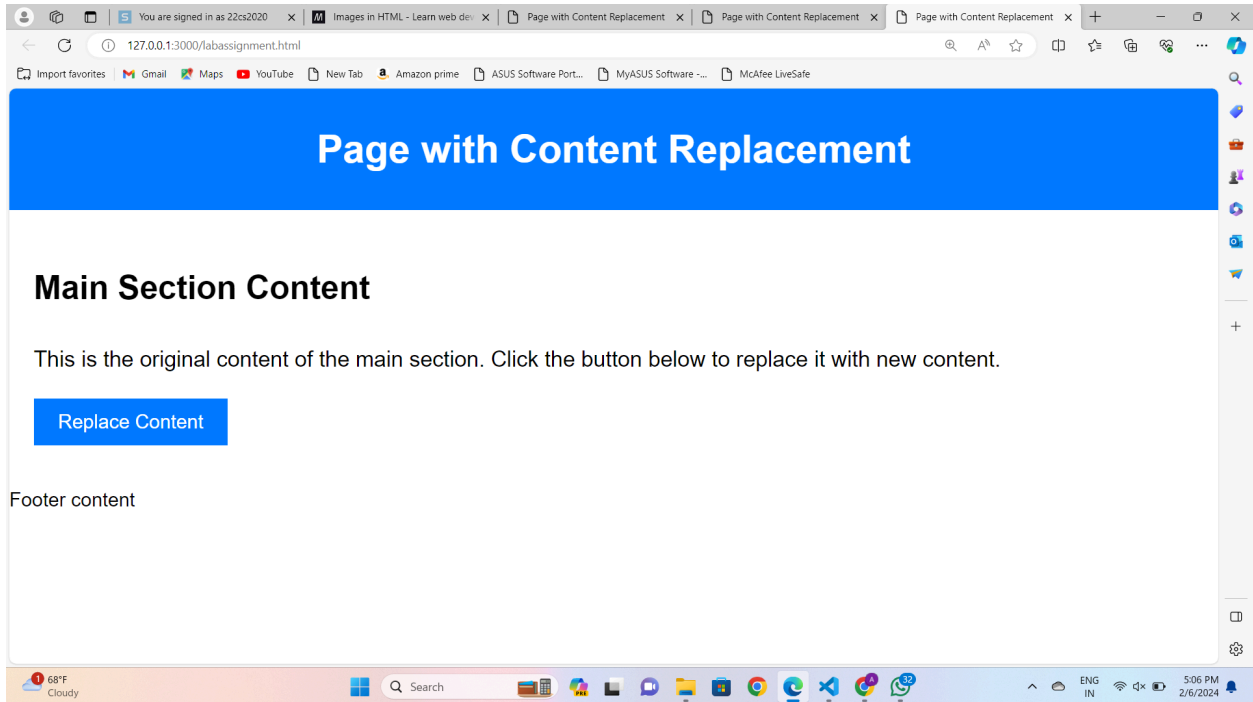 You are signed in as 22cs2020
Images in HTML - Learn web dev
Page with Content Replacement
Page with Content Replacement
Page with Content Replacement
127.0.0.1:3000/labassignment.html
Import favorites
Gmail
Maps
YouTube
New Tab
Amazon prime
ASUS Software Port...
MyASUS Software -...
McAfee LiveSafe
Page with Content Replacement
Main Section Content
This is the original content of the main section. Click the button below to replace it with new content.
Replace Content
Footer content
1
68°F
Cloudy
Search
PRE
A
32
ENG
IN
5:06 PM
2/6/2024